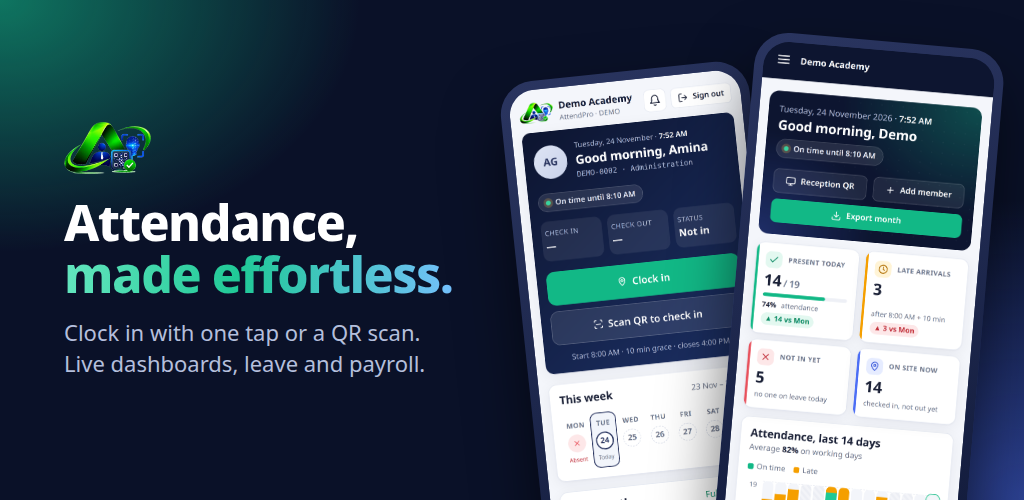 Attendance,
made effortless.
Clock in with one tap or a QR scan.
Live dashboards, leave and payroll.
Demo Academy
AttendPro · DEMO
Sign out
AG
Tuesday, 24 November · 7:52 AM
Good morning, Amina
DEMO-0002 · Administration
On time until 8:10 AM
CHECK IN
—
CHECK OUT
—
STATUS
Not in
Clock in
Scan QR to check in
Start 8:00 AM · 10 min grace · closes 4:00 PM
This week
23 Nov –
MON TUE WED THU FRI SAT
24 25 26 27 28
Absent Today
Demo Academy
Tuesday, 24 November 2026 · 7:52 AM
Good morning, Demo
On time until 8:10 AM
Reception QR
+ Add member
Export month
PRESENT TODAY
14 / 19
74% attendance
▲ 14 vs Mon
LATE ARRIVALS
3
after 8:00 AM + 10 min
▲ 3 vs Mon
NOT IN YET
5
no one on leave today
ON SITE NOW
14
checked in, not out yet
Attendance, last 14 days
Average 82% on working days
On time Late
19